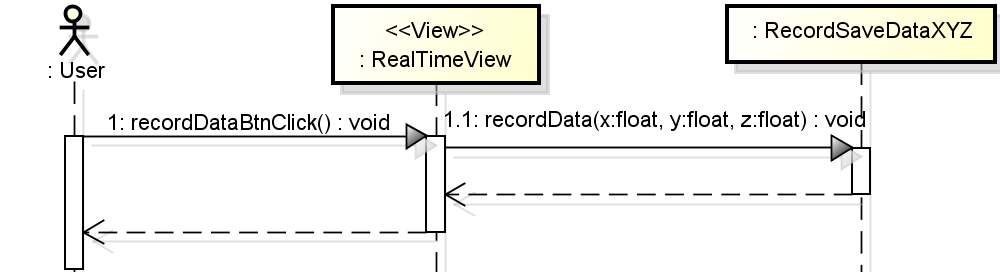 : User
<<View>>
: RealTimeView
: RecordSaveDataXYZ
1: recordDataBtnClick() : void
1.1: recordData(x:float, y:float, z:float) : void